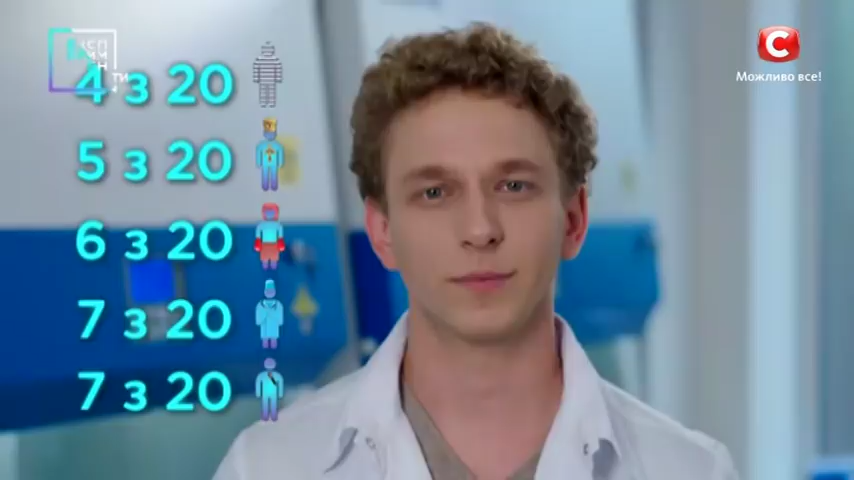 4 з 20
5 з 20
6 з 20
7 з 20
7 з 20
С
Можливо все!